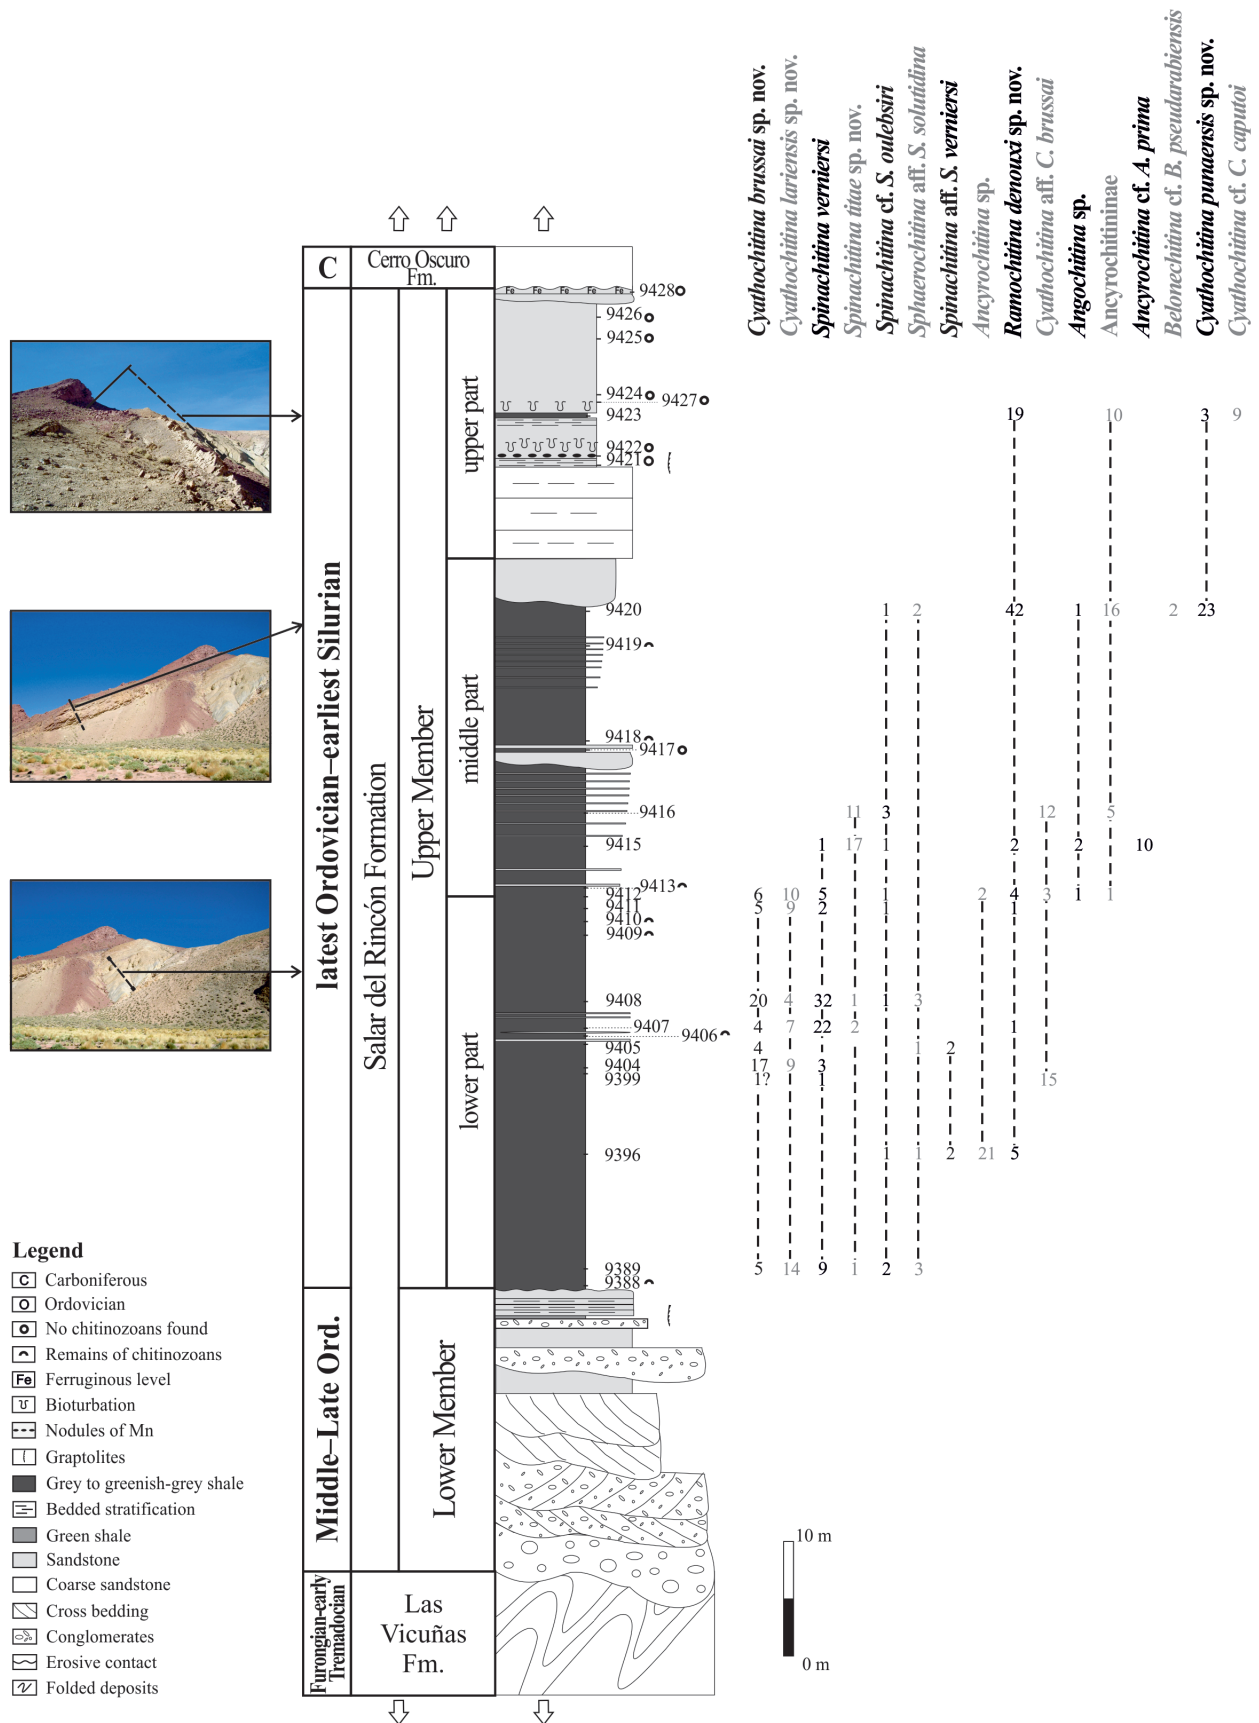 Cyathochitina brussai sp. nov.
Cyathochitina lariensis sp. nov.
Spinachitina verniersi
Spinachitina titae sp. nov.
Spinachitina cf. S. oulebsiri
Sphaerochitina aff. S. solutidina
Spinachitina aff. S. verniersi
Ancyrochitina sp.
Ramochitina denouxi sp. nov.
Cyathochitina aff. C. brussai
Angochitina sp.
Ancyrochitininae
Ancyrochitina cf. A. prima
Belonechitina cf. B. pseudarabiensis
Cyathochitina punaensis sp. nov.
Cyathochitina cf. C. caputoi
C
Cerro Oscuro
Fm.
latest Ordovician–earliest Silurian
Middle–Late Ord.
Furongian-early
Tremadocian
Salar del Rincón Formation
Upper Member
upper part
middle part
lower part
Lower Member
Las
Vicuñas
Fm.
Fe Fe Fe Fe Fe
9428
9426
9425
9424
9427
9423 19 10 3 9
9422
9421
9420 1 2 42 1 16 2 23
9419
9418
9417
9416 11 3 12 5
9415 1 17 1 2 2 10
9413
9412 6 10 5 1 2 4 3 1 1
9411 5 9 2 1 1
9410
9409
9408 20 4 32 1 1 3
9407 4 7 22 2 1
9406
9405 4 1 2
9404 17 9 3
9399 1? 1 15
9396 1 1 2 21 5
9389 5 14 9 1 2 3
9388
10 m
0 m
Legend
C Carboniferous
O Ordovician
No chitinozoans found
Remains of chitinozoans
Fe Ferruginous level
Bioturbation
Nodules of Mn
Graptolites
Grey to greenish-grey shale
Bedded stratification
Green shale
Sandstone
Coarse sandstone
Cross bedding
Conglomerates
Erosive contact
Folded deposits